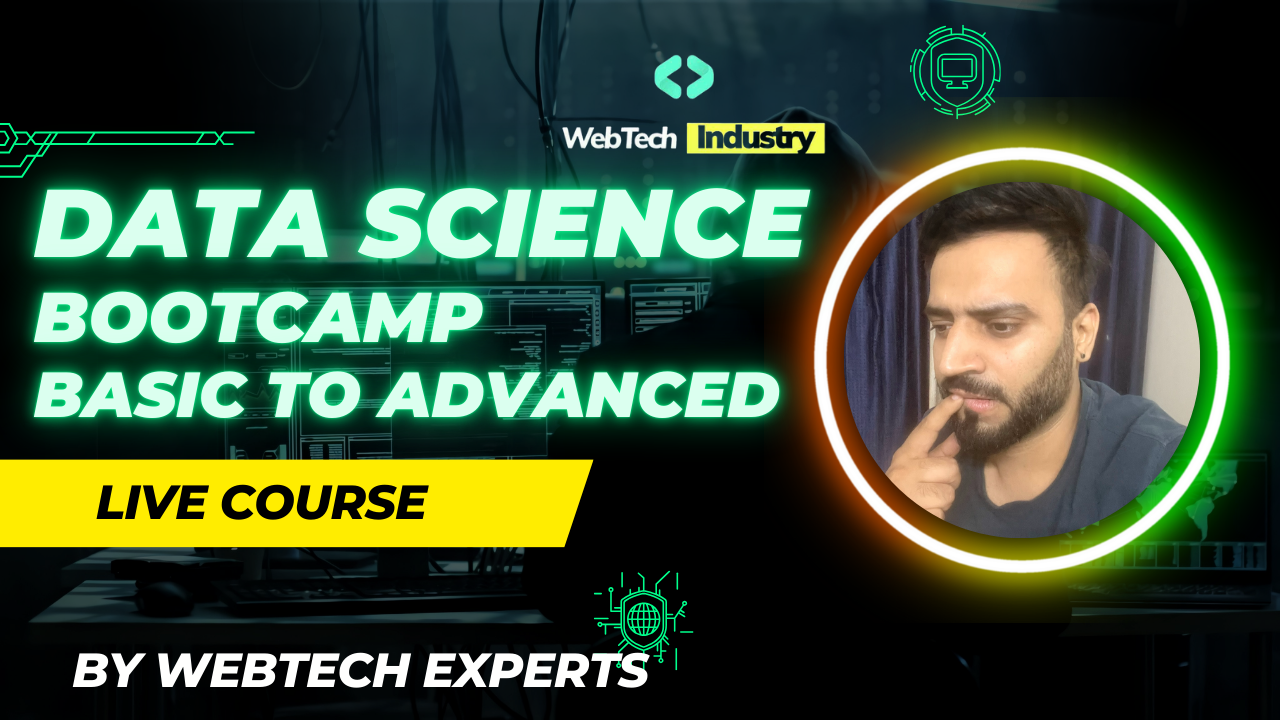 WebTech Industry
DATA SCIENCE
BOOTCAMP
BASIC TO ADVANCED
LIVE COURSE
BY WEBTECH EXPERTS